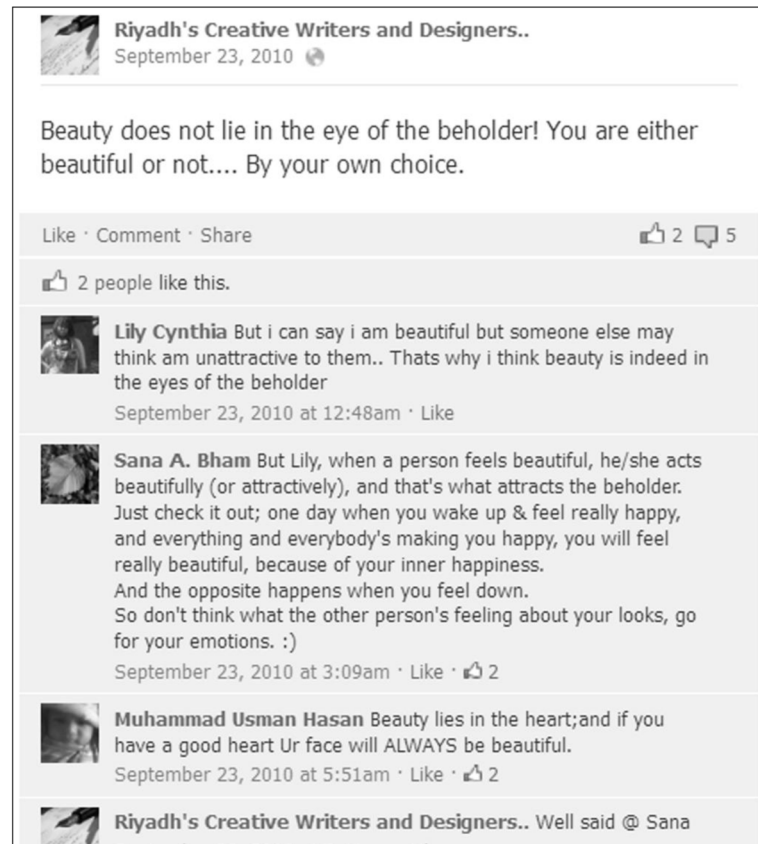 Riyadh's Creative Writers and Designers..
September 23, 2010
Beauty does not lie in the eye of the beholder! You are either
beautiful or not.... By your own choice.
Like · Comment · Share 2 5
2 people like this.
Lily Cynthia But i can say i am beautiful but someone else may
think am unattractive to them.. Thats why i think beauty is indeed in
the eyes of the beholder
September 23, 2010 at 12:48am · Like
Sana A. Bham But Lily, when a person feels beautiful, he/she acts
beautifully (or attractively), and that's what attracts the beholder.
Just check it out; one day when you wake up & feel really happy,
and everything and everybody's making you happy, you will feel
really beautiful, because of your inner happiness.
And the opposite happens when you feel down.
So don't think what the other person's feeling about your looks, go
for your emotions. :)
September 23, 2010 at 3:09am · Like · 2
Muhammad Usman Hasan Beauty lies in the heart;and if you
have a good heart Ur face will ALWAYS be beautiful.
September 23, 2010 at 5:51am · Like · 2
Riyadh's Creative Writers and Designers.. Well said @ Sana